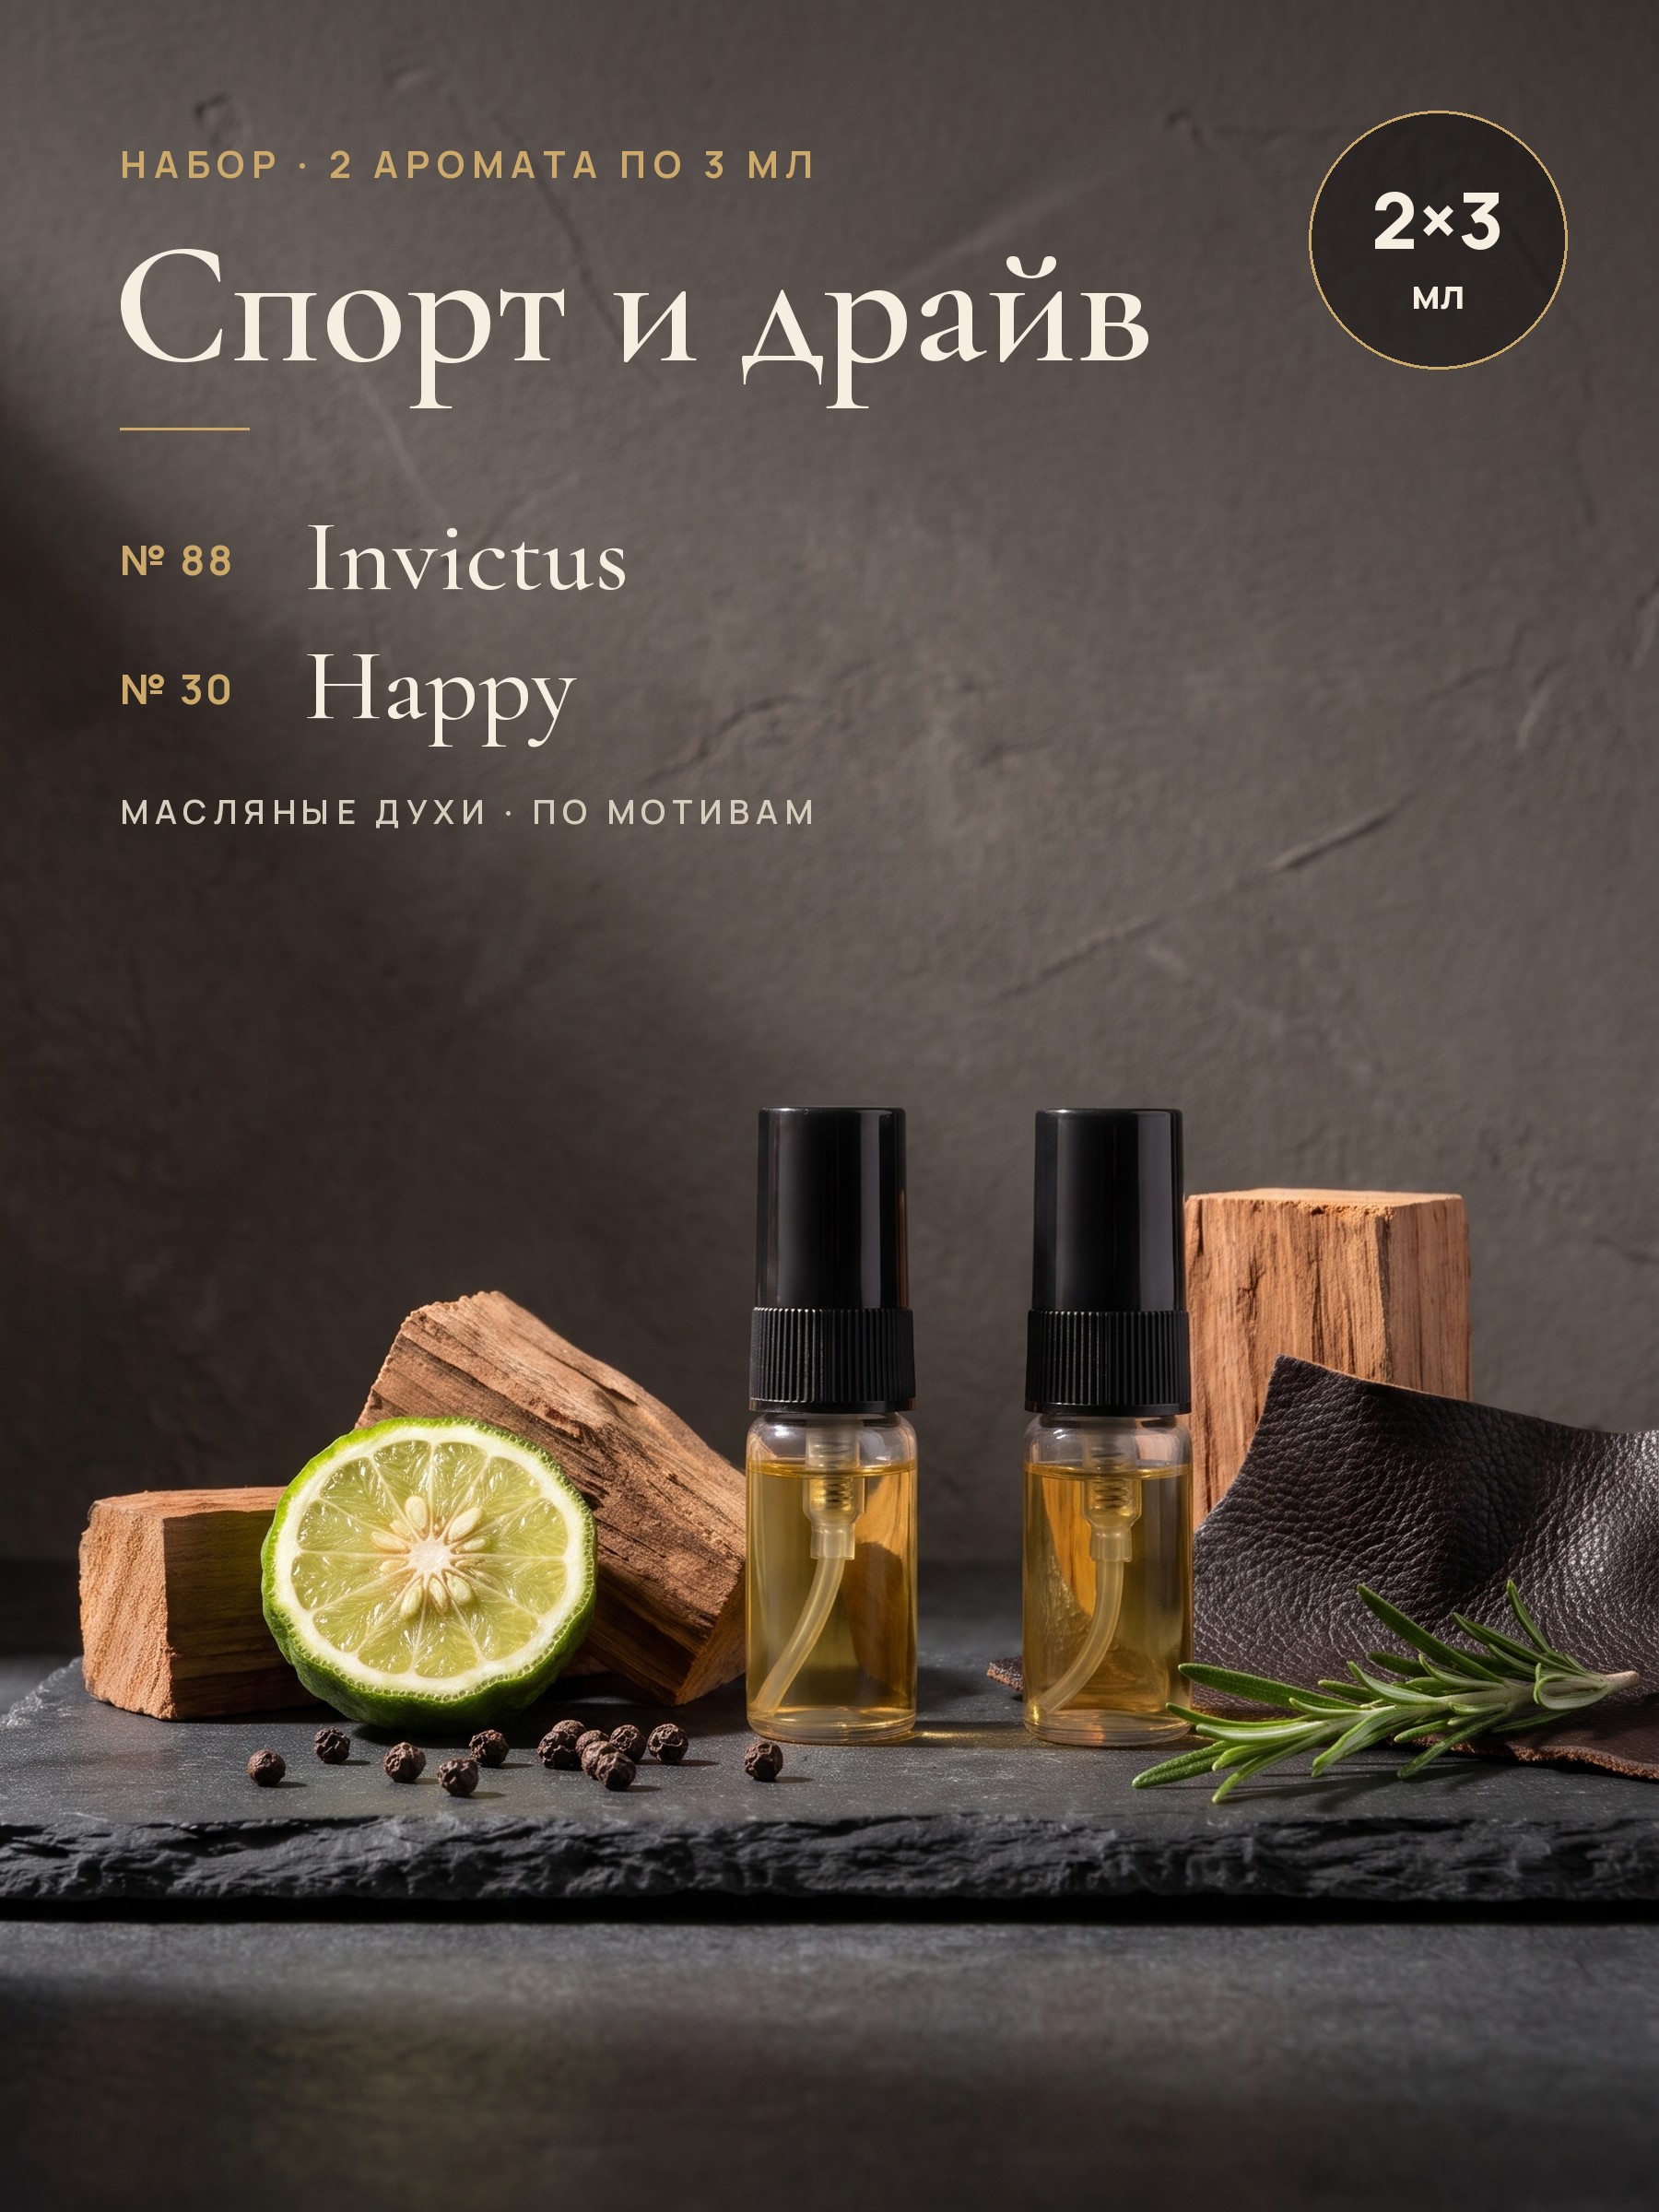 НАБОР · 2 АРОМАТА ПО 3 МЛ
2×3
мл
Спорт и драйв
№ 88 Invictus
№ 30 Happy
МАСЛЯНЫЕ ДУХИ · ПО МОТИВАМ